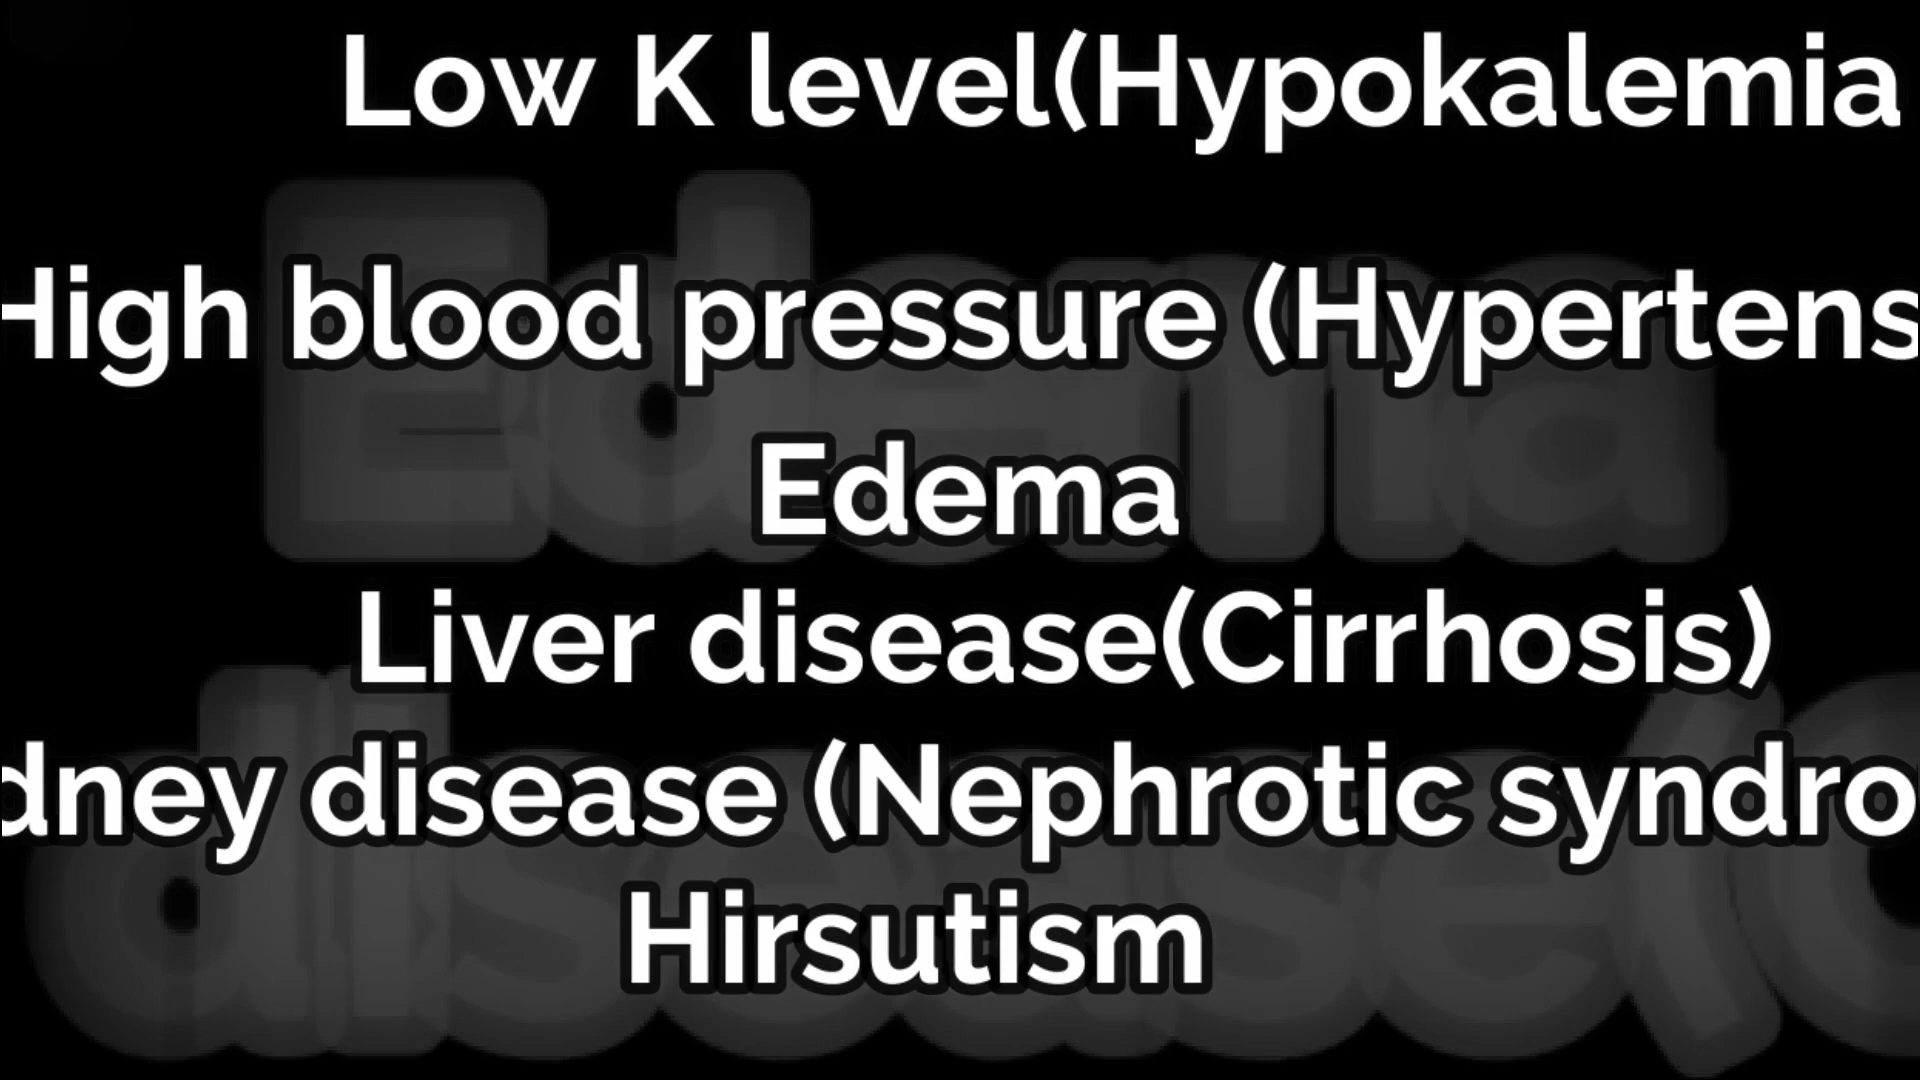 Low K level(Hypokalemia
High blood pressure (Hypertens
Edema
Liver disease(Cirrhosis)
dney disease (Nephrotic syndro
Hirsutism